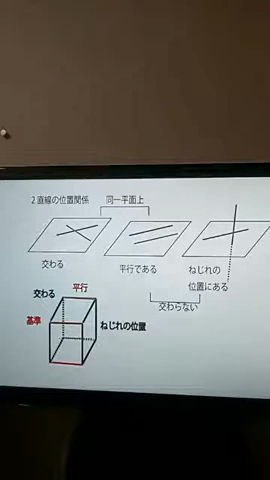 2直線の位置関係
同一平面上
交わる
平行である
ねじれの
位置にある
交わらない
交わる
平行
基準
ねじれの位置